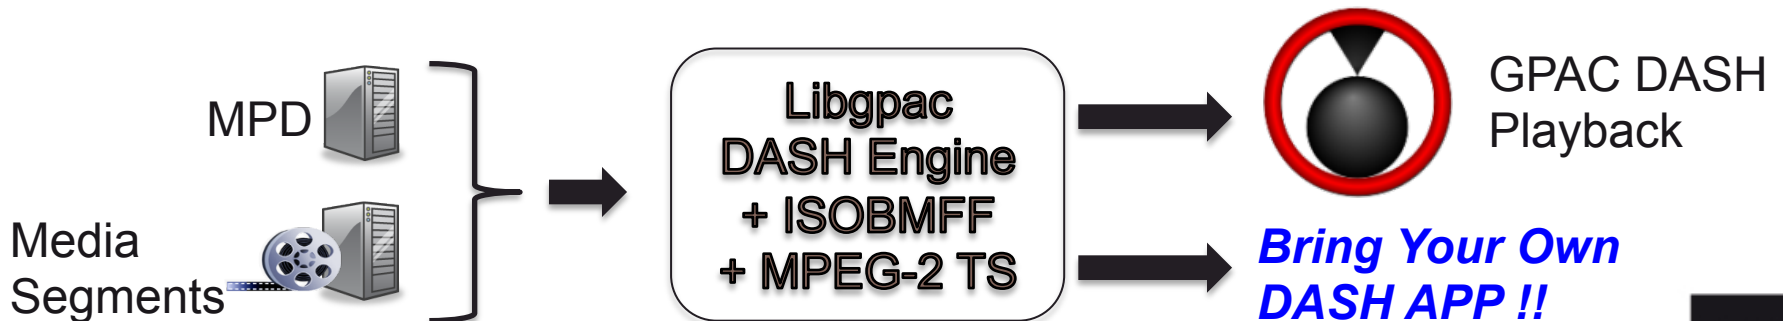 MPD
Media
Segments
Libgpac
DASH Engine
+ ISOBMFF
+ MPEG-2 TS
GPAC DASH
Playback
Bring Your Own
DASH APP !!